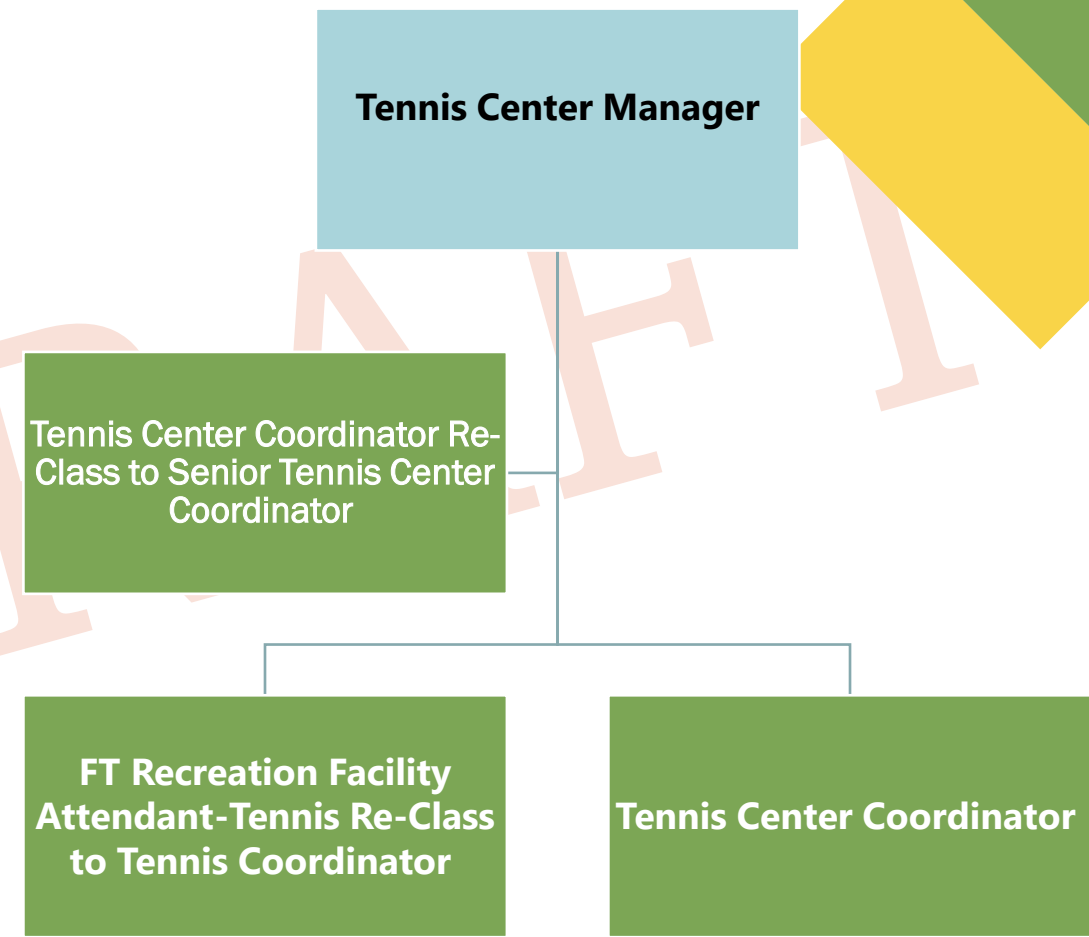 Tennis Center Manager
DRAFT
Tennis Center Coordinator Re-
Class to Senior Tennis Center
Coordinator
FT Recreation Facility
Attendant-Tennis Re-Class
to Tennis Coordinator
Tennis Center Coordinator